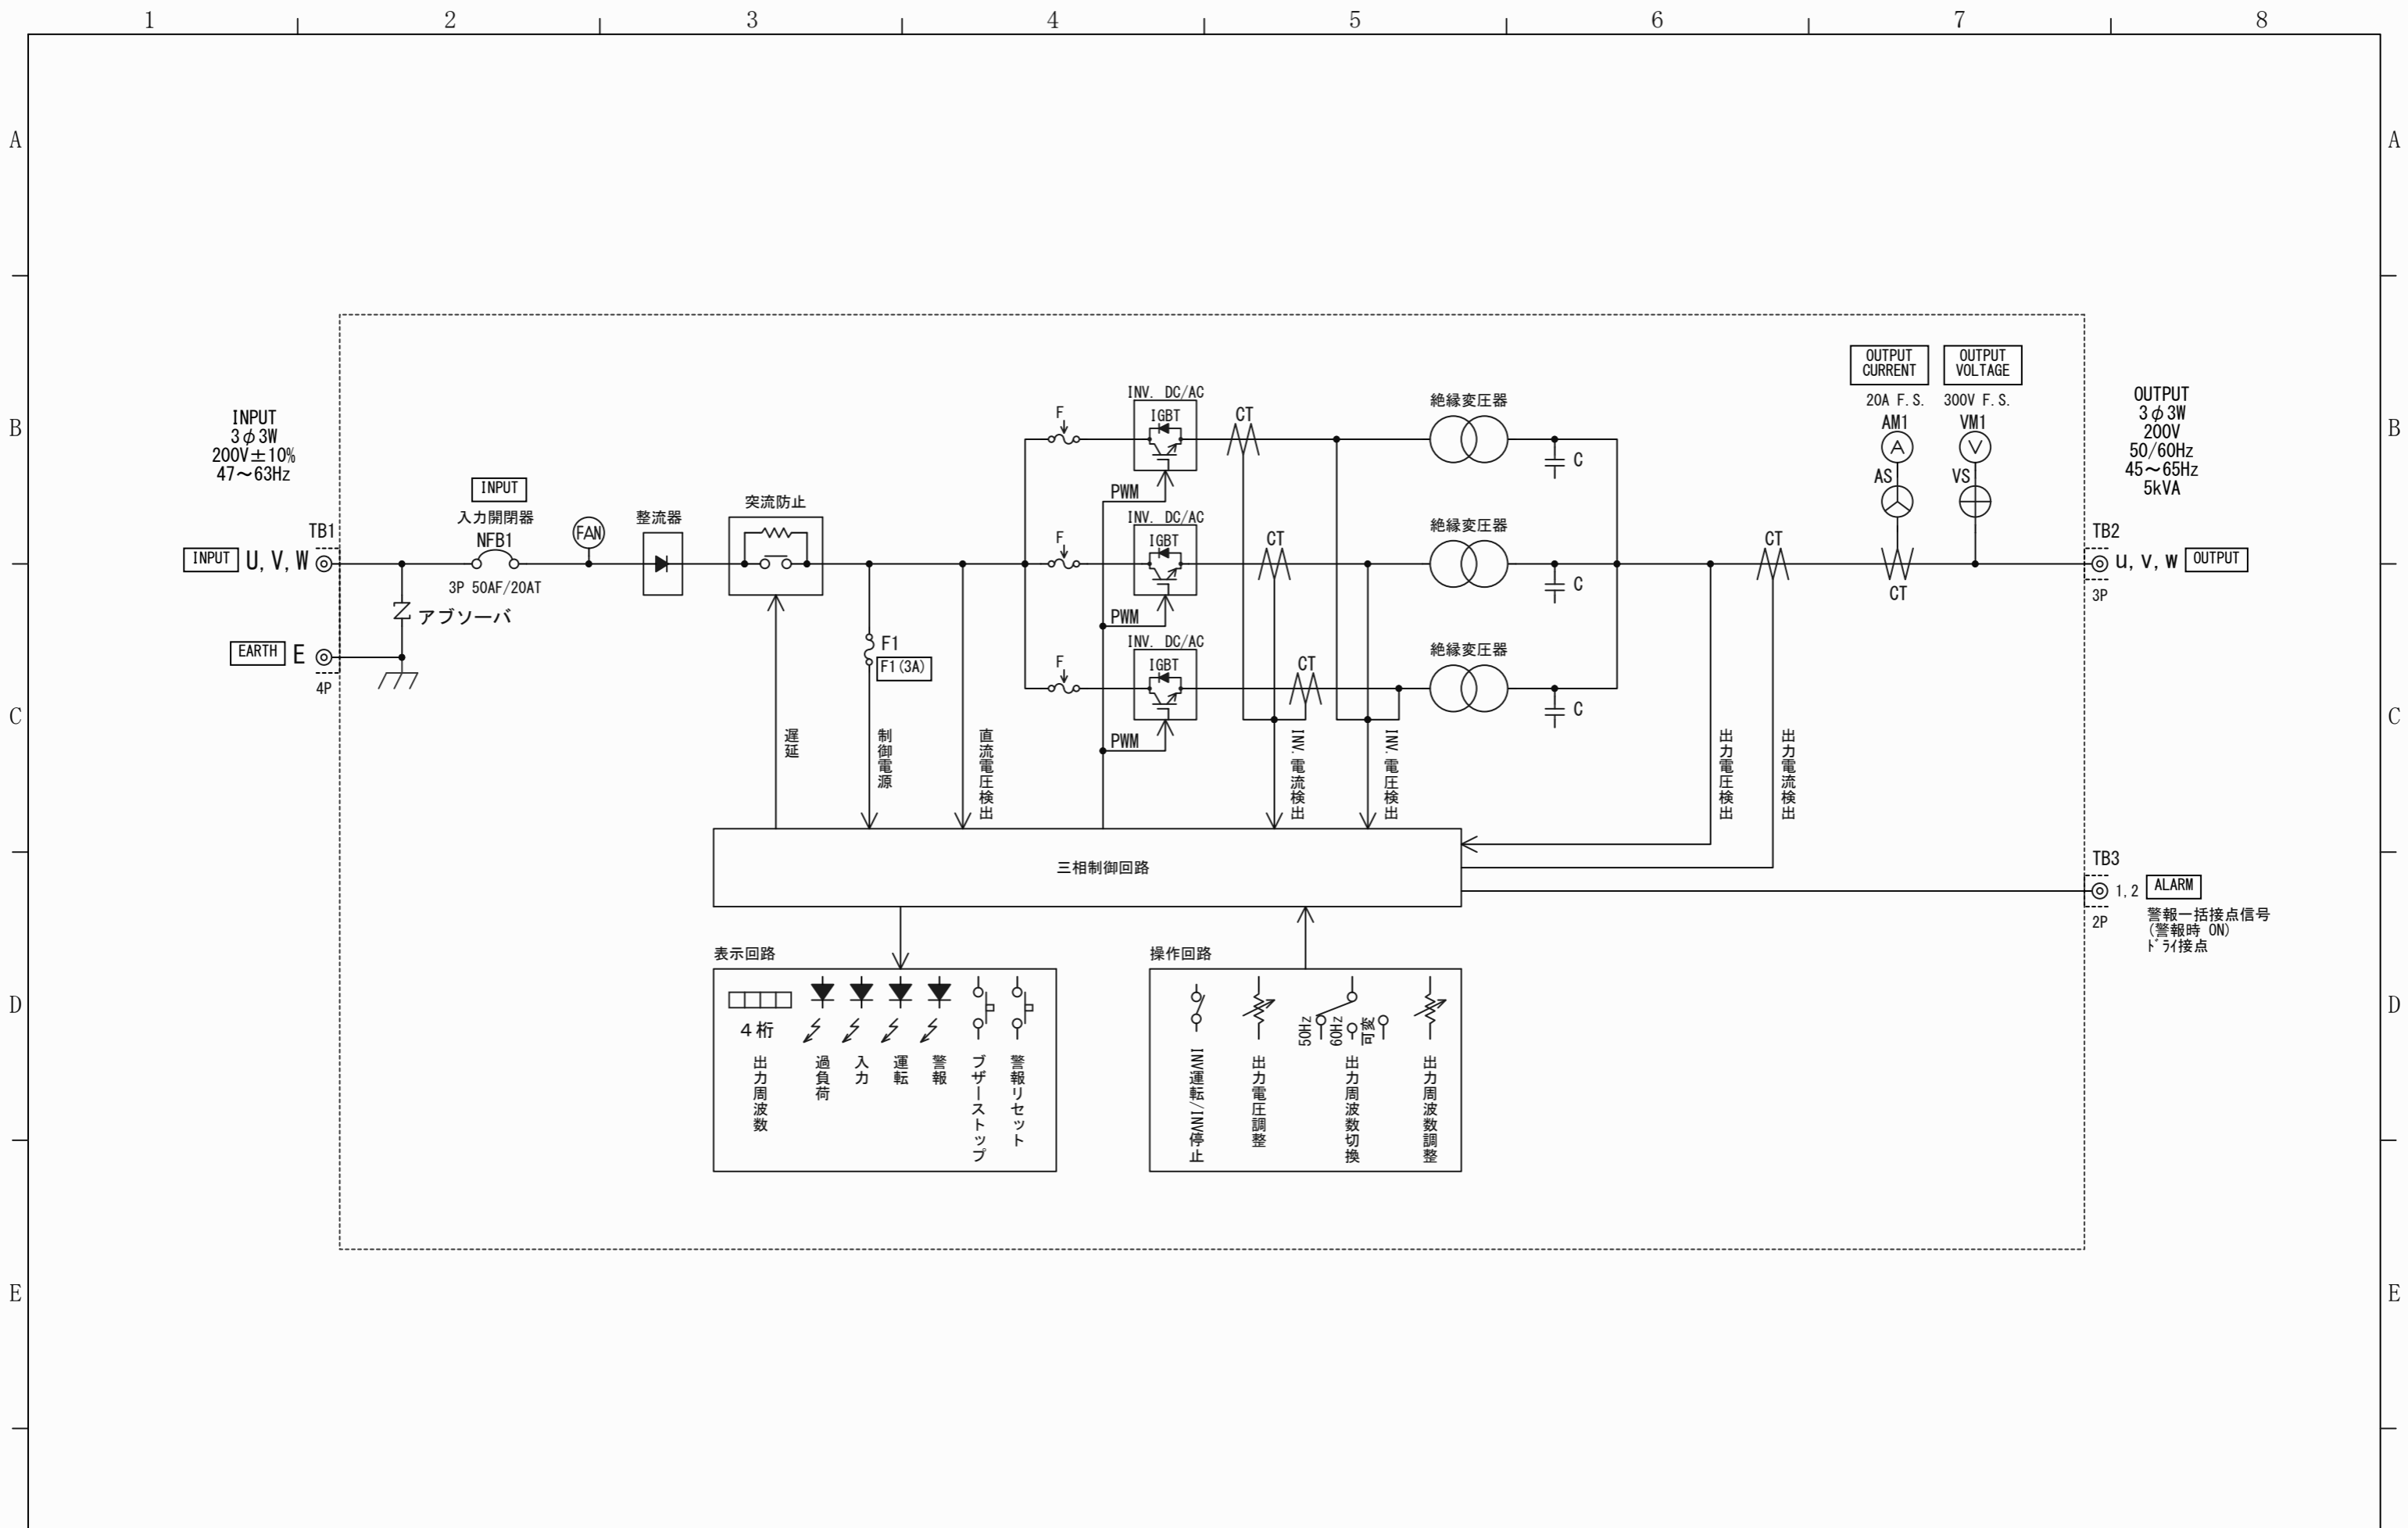 1 2 3 4 5 6 7 8
A A
INPUT
3φ3W
200V±10%
47～63Hz
INPUT
入力開閉器
NFB1
3P 50AF/20AT
FAN
整流器
突流防止
TB1
INPUT U, V, W
アブソーバ
EARTH E
4P
F1
F1(3A)
F
F
F
INV. DC/AC
IGBT
PWM
INV. DC/AC
IGBT
PWM
INV. DC/AC
IGBT
PWM
CT
CT
CT
絶縁変圧器
C
絶縁変圧器
C
絶縁変圧器
C
CT
OUTPUT
CURRENT
20A F.S.
AM1
A
AS
CT
OUTPUT
VOLTAGE
300V F.S.
VM1
V
VS
OUTPUT
3φ3W
200V
50/60Hz
45～65Hz
5kVA
TB2
u, v, w OUTPUT
3P
B B
C C
遅延
制御電源
直流電圧検出
INV.電流検出
INV.電圧検出
出力電圧検出
出力電流検出
三相制御回路
TB3
1, 2 ALARM
2P
警報一括接点信号
(警報時 ON)
ﾄﾞﾗｲ接点
表示回路
４桁
出力周波数
過負荷
入力
運転
警報
ブザーストップ
警報リセット
操作回路
INV運転/INV停止
出力電圧調整
50Hz
60Hz
可変
出力周波数切換
出力周波数調整
D D
E E